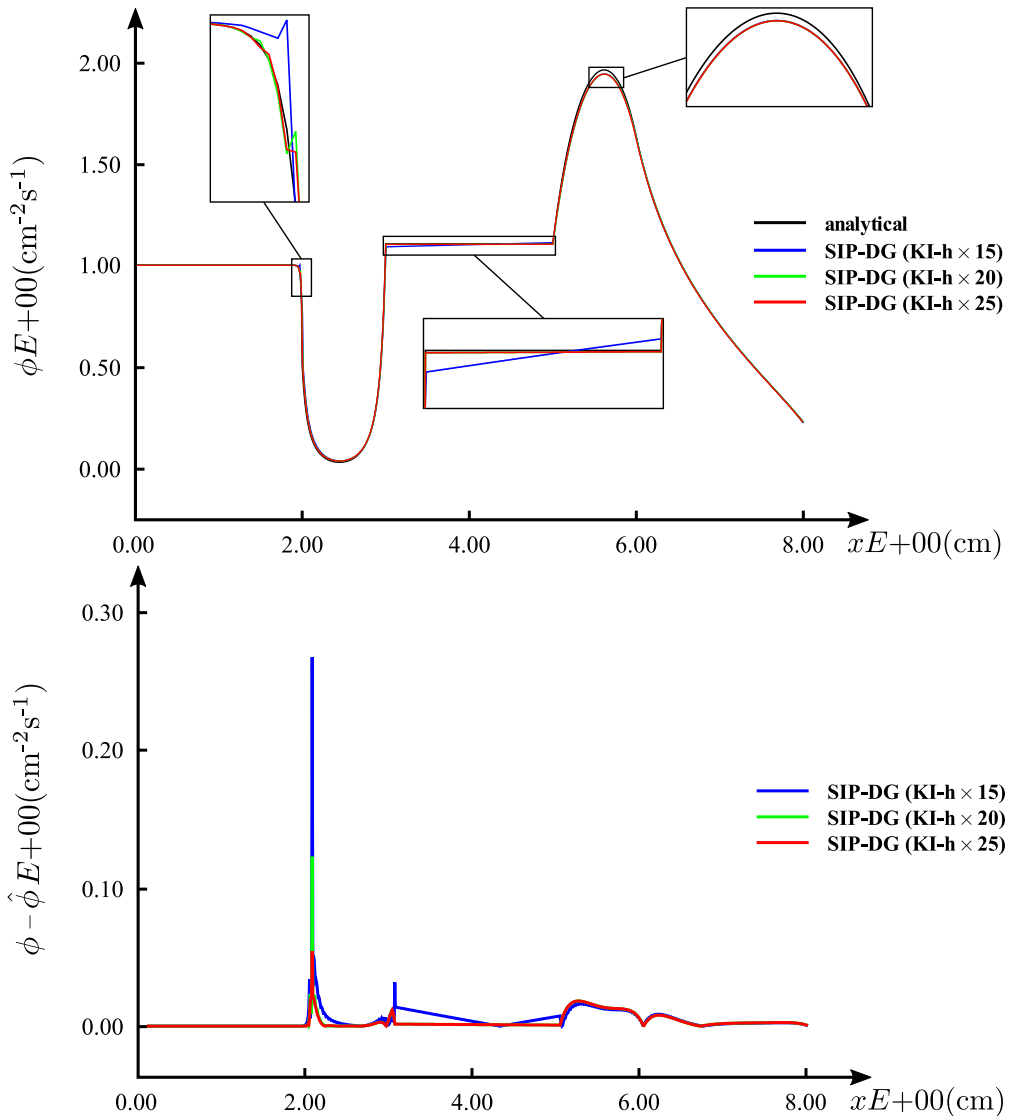 2.00
1.50
1.00
0.50
0.00
ϕE+00(cm⁻²s⁻¹)
analytical
SIP-DG (KI-h × 15)
SIP-DG (KI-h × 20)
SIP-DG (KI-h × 25)
0.00 2.00 4.00 6.00 8.00
xE+00(cm)
0.30
0.20
0.10
0.00
ϕ – ϕ̂ E+00(cm⁻²s⁻¹)
SIP-DG (KI-h × 15)
SIP-DG (KI-h × 20)
SIP-DG (KI-h × 25)
0.00 2.00 4.00 6.00 8.00
xE+00(cm)